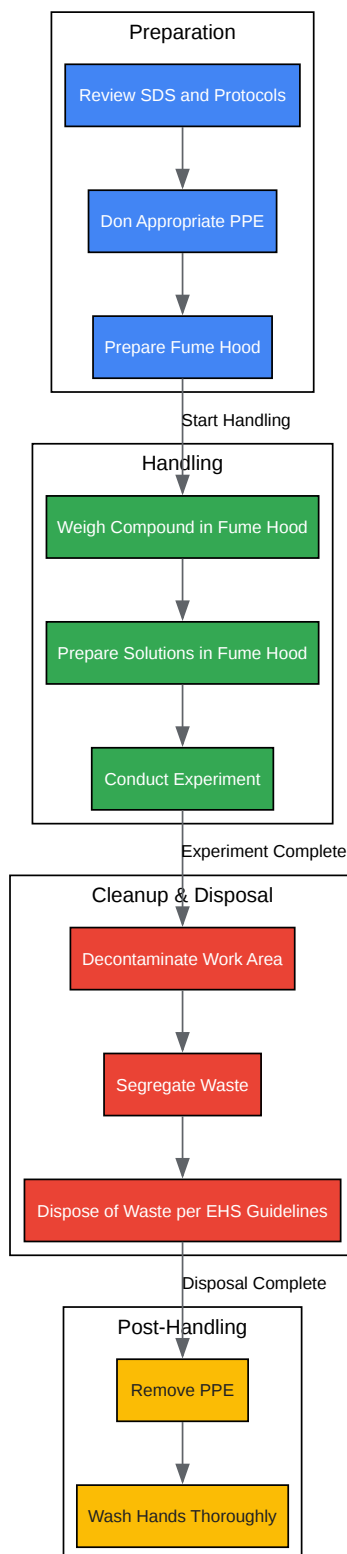 Preparation
Review SDS and Protocols
Don Appropriate PPE
Prepare Fume Hood
Start Handling
Handling
Weigh Compound in Fume Hood
Prepare Solutions in Fume Hood
Conduct Experiment
Experiment Complete
Cleanup & Disposal
Decontaminate Work Area
Segregate Waste
Dispose of Waste per EHS Guidelines
Disposal Complete
Post-Handling
Remove PPE
Wash Hands Thoroughly